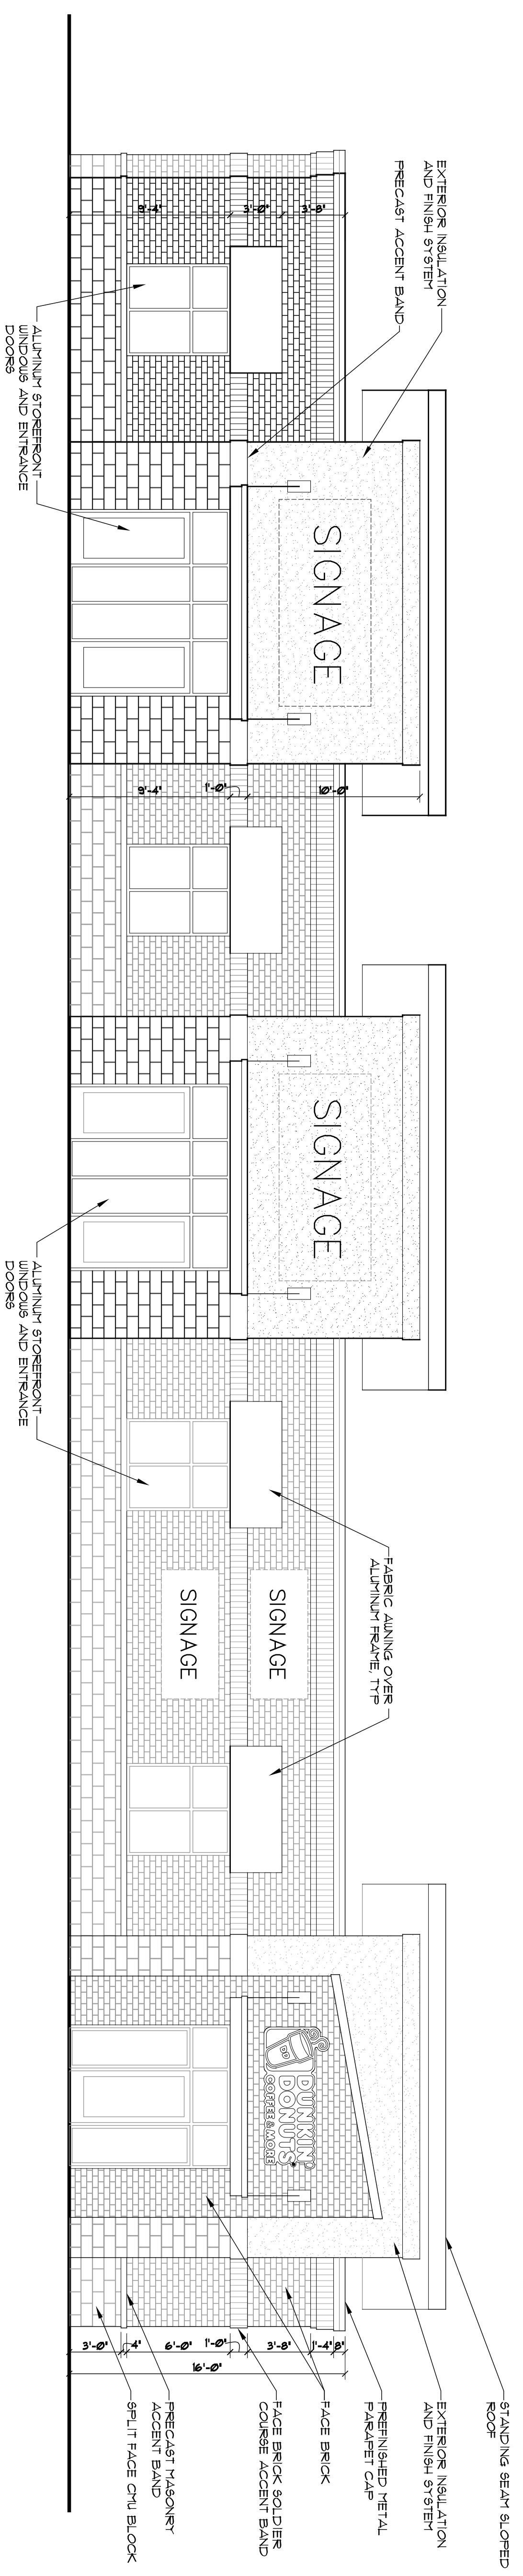 EXTERIOR INSULATION
AND FINISH SYSTEM
PRECAST ACCENT BAND
9'-4"
3'-0"
3'-8"
ALUMINUM STOREFRONT
WINDOWS AND ENTRANCE
DOORS
SIGNAGE
9'-4"
1'-0"
10'-0"
SIGNAGE
ALUMINUM STOREFRONT
WINDOWS AND ENTRANCE
DOORS
FABRIC AWNING OVER
ALUMINUM FRAME, TYP
SIGNAGE
SIGNAGE
DD
DUNKIN'
DONUTS
COFFEE & MORE
STANDING SEAM SLOPED
ROOF
EXTERIOR INSULATION
AND FINISH SYSTEM
PREFINISHED METAL
PARAPET CAP
FACE BRICK
FACE BRICK SOLDIER
COURSE ACCENT BAND
PRECAST MASONRY
ACCENT BAND
SPLIT FACE CMU BLOCK
3'-0"
4"
6'-0"
1'-0"
3'-8"
1'-4"
8"
16'-0"